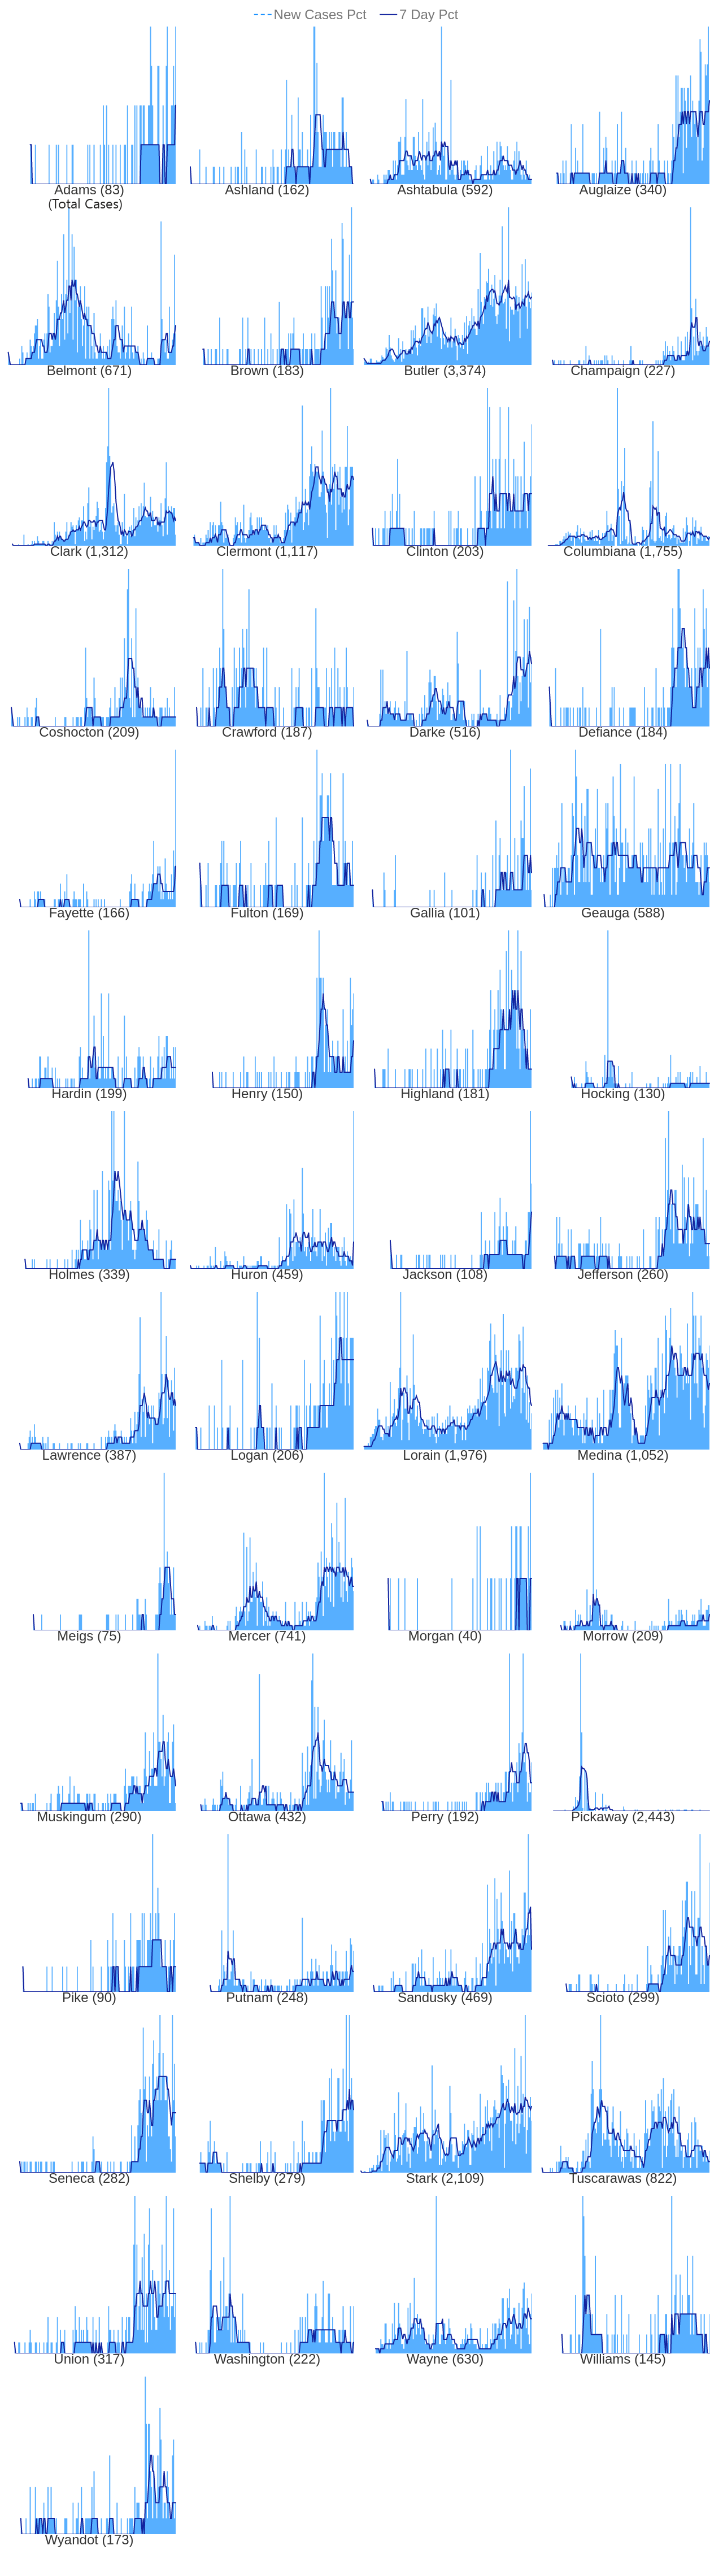 New Cases Pct 7 Day Pct
Adams (83) Ashland (162) Ashtabula (592) Auglaize (340)
(Total Cases)
Belmont (671) Brown (183) Butler (3,374) Champaign (227)
Clark (1,312) Clermont (1,117) Clinton (203) Columbiana (1,755)
Coshocton (209) Crawford (187) Darke (516) Defiance (184)
Fayette (166) Fulton (169) Gallia (101) Geauga (588)
Hardin (199) Henry (150) Highland (181) Hocking (130)
Holmes (339) Huron (459) Jackson (108) Jefferson (260)
Lawrence (387) Logan (206) Lorain (1,976) Medina (1,052)
Meigs (75) Mercer (741) Morgan (40) Morrow (209)
Muskingum (290) Ottawa (432) Perry (192) Pickaway (2,443)
Pike (90) Putnam (248) Sandusky (469) Scioto (299)
Seneca (282) Shelby (279) Stark (2,109) Tuscarawas (822)
Union (317) Washington (222) Wayne (630) Williams (145)
Wyandot (173)